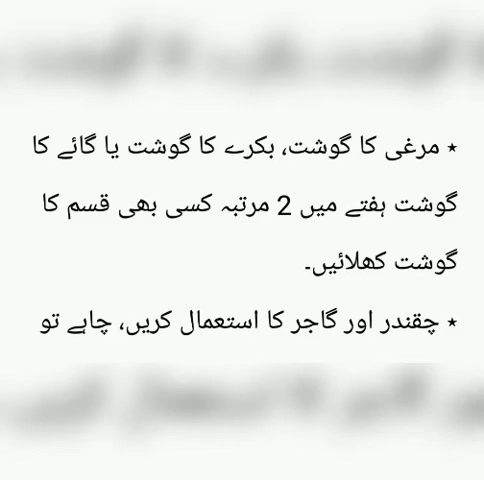 ٭ مرغی کا گوشت، بکرے کا گوشت یا گائے کا
گوشت ہفتے میں 2 مرتبہ کسی بھی قسم کا
گوشت کھلائیں۔
٭ چقندر اور گاجر کا استعمال کریں، چاہے تو